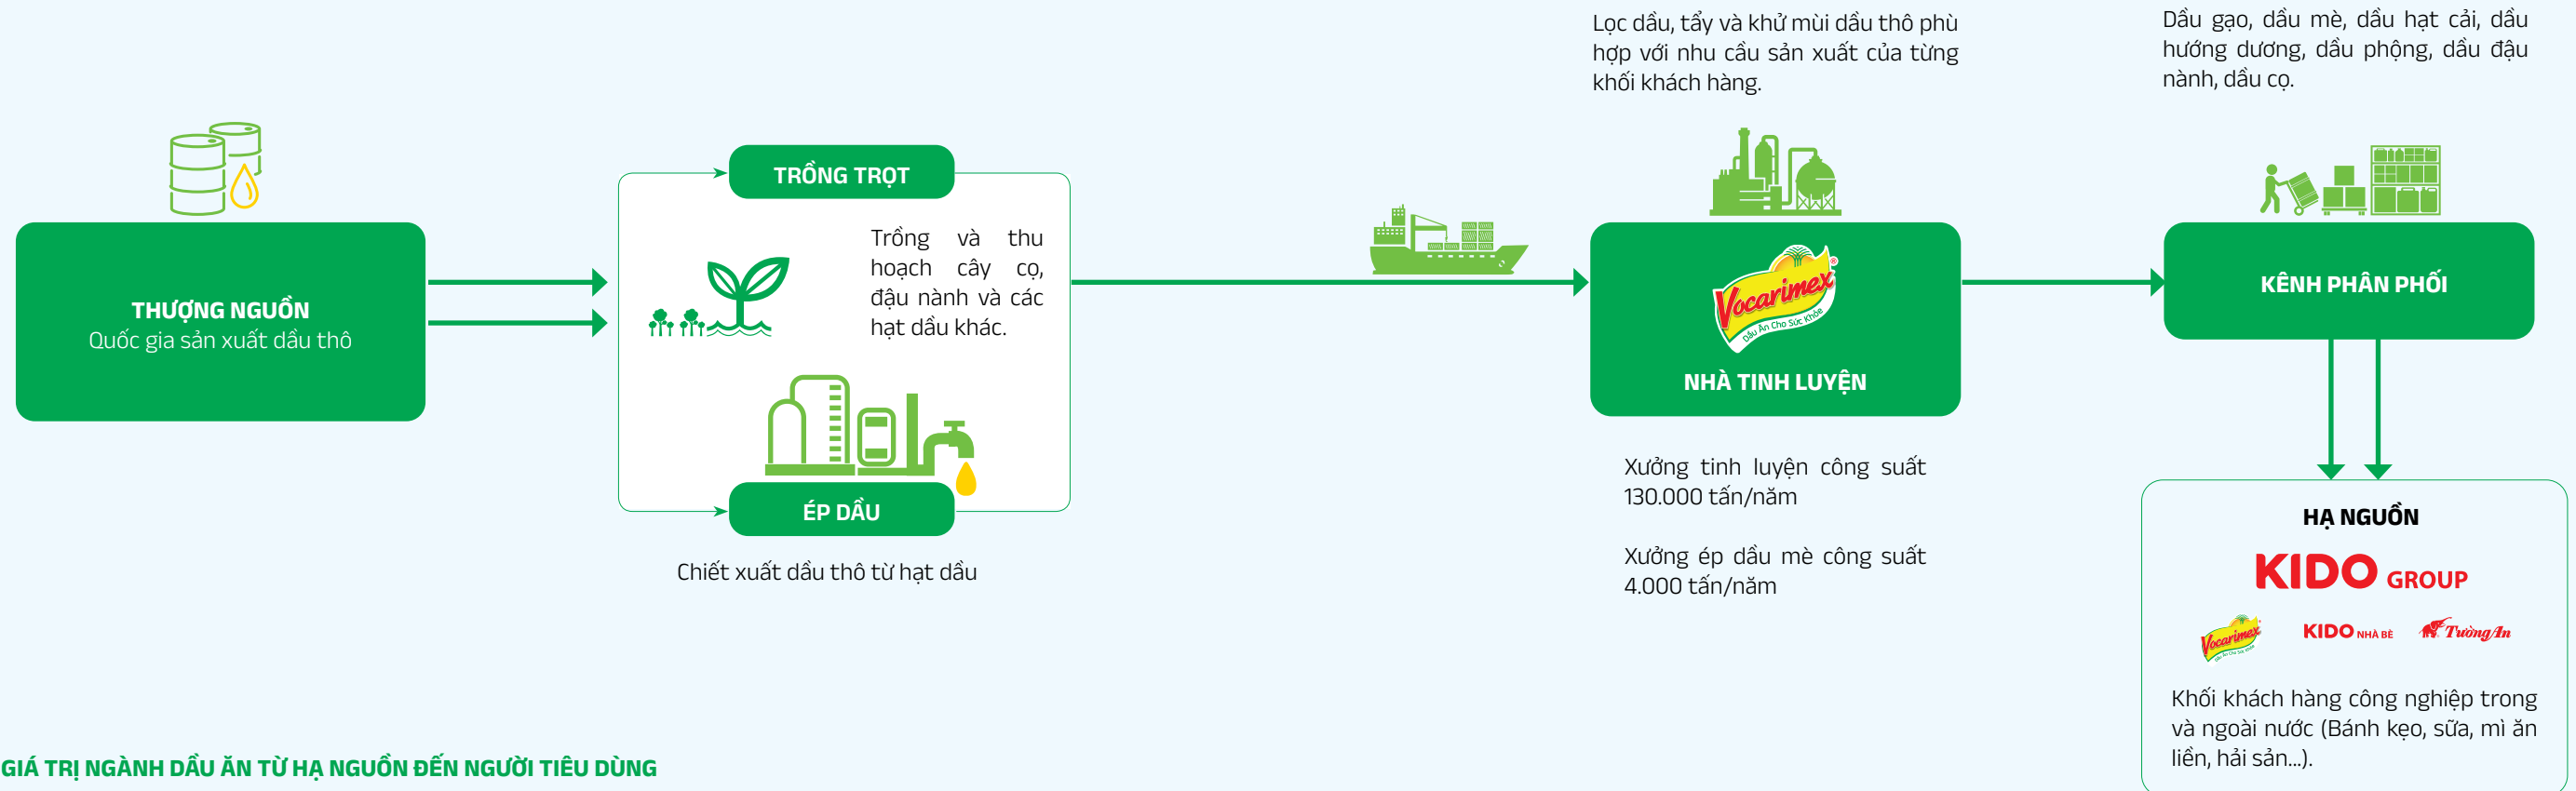 THƯỢNG NGUỒN
Quốc gia sản xuất dầu thô
TRỒNG TRỌT
Trồng và thu
hoạch cây cọ,
đậu nành và các
hạt dầu khác.
ÉP DẦU
Chiết xuất dầu thô từ hạt dầu
Lọc dầu, tẩy và khử mùi dầu thô phù
hợp với nhu cầu sản xuất của từng
khối khách hàng.
Vocarimex®
Dầu Ăn Cho Sức Khỏe
NHÀ TINH LUYỆN
Xưởng tinh luyện công suất
130.000 tấn/năm
Xưởng ép dầu mè công suất
4.000 tấn/năm
Dầu gạo, dầu mè, dầu hạt cải, dầu
hướng dương, dầu phộng, dầu đậu
nành, dầu cọ.
KÊNH PHÂN PHỐI
HẠ NGUỒN
KIDO GROUP
Vocarimex
Dầu Ăn Cho Sức Khỏe
KIDO NHÀ BÈ
Tường An
Khối khách hàng công nghiệp trong
và ngoài nước (Bánh kẹo, sữa, mì ăn
liền, hải sản...).
GIÁ TRỊ NGÀNH DẦU ĂN TỪ HẠ NGUỒN ĐẾN NGƯỜI TIÊU DÙNG